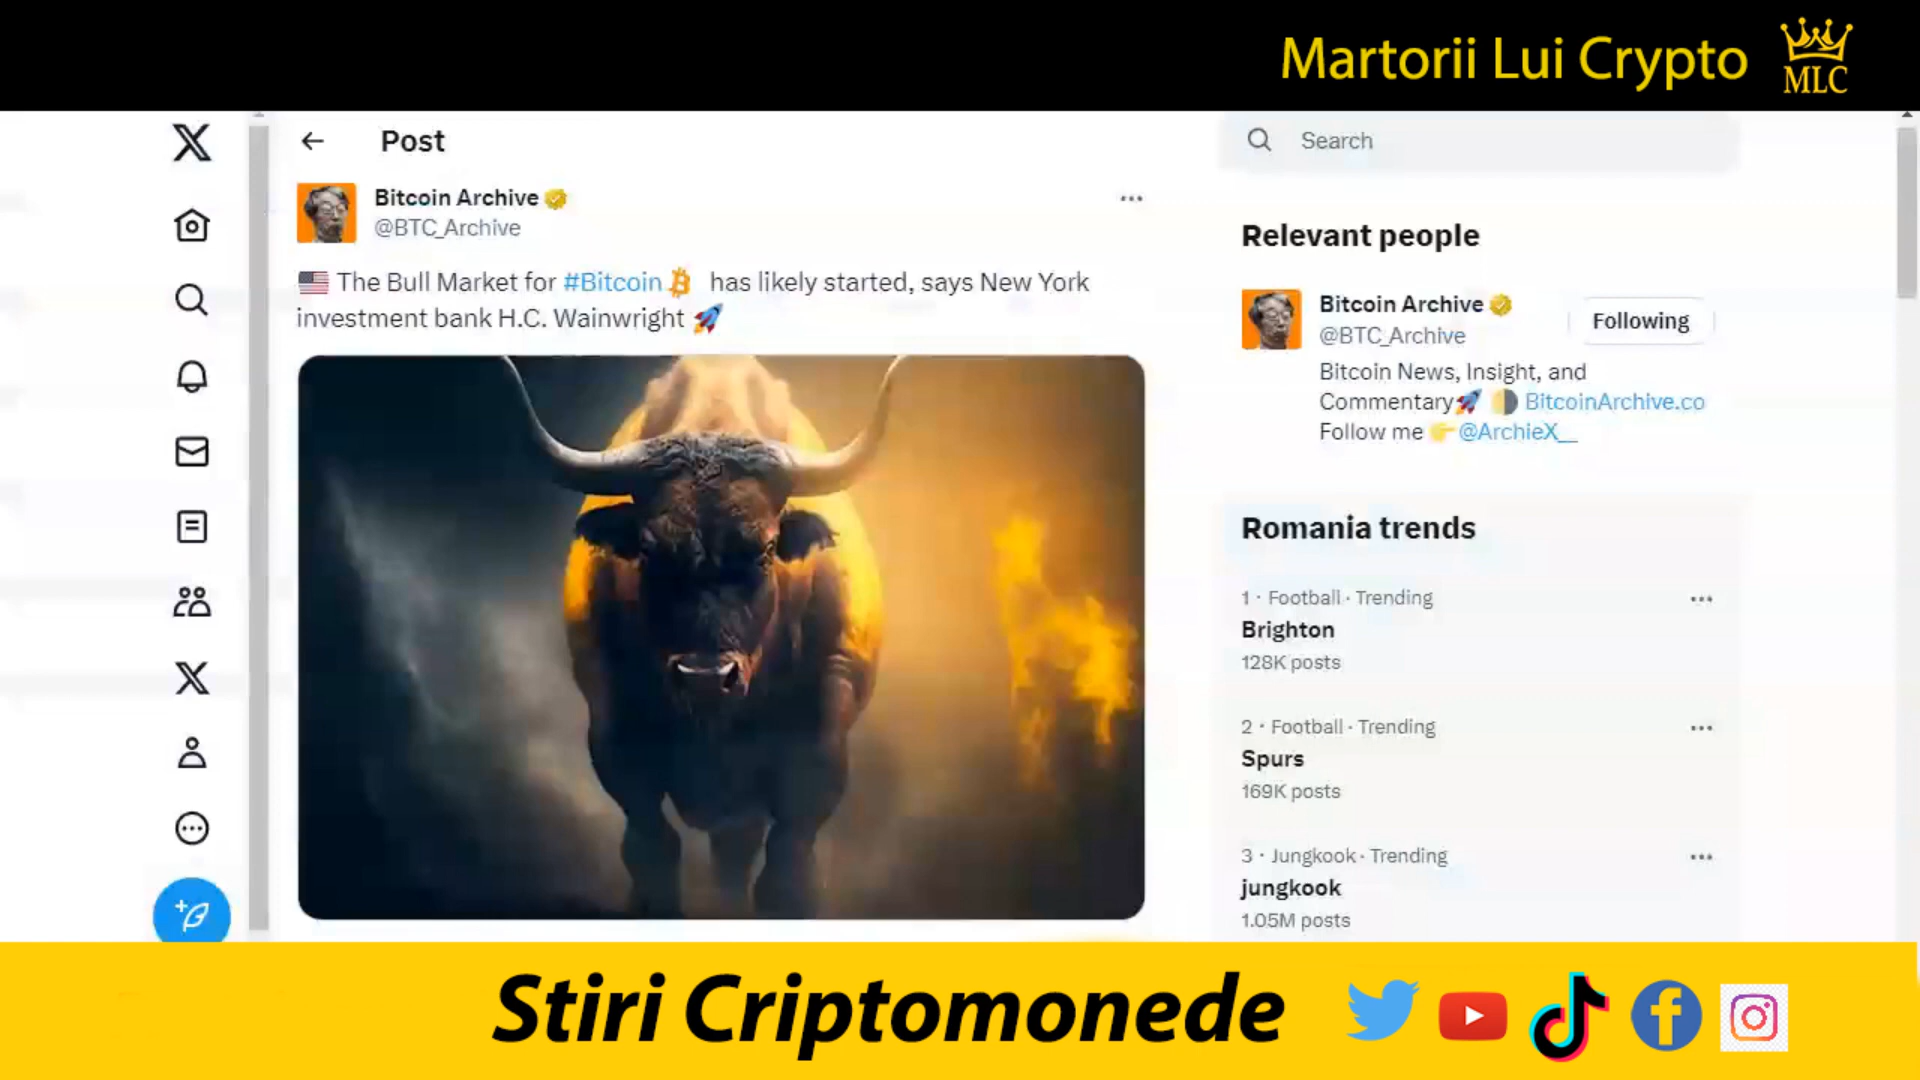 Martorii Lui Crypto
MLC
Post
Search
Bitcoin Archive
@BTC_Archive
The Bull Market for #Bitcoin has likely started, says New York
investment bank H.C. Wainwright
Relevant people
Bitcoin Archive
@BTC_Archive
Following
Bitcoin News, Insight, and
Commentary BitcoinArchive.co
Follow me @ArchieX__
Romania trends
1 · Football · Trending
Brighton
128K posts
2 · Football · Trending
Spurs
169K posts
3 · Jungkook · Trending
jungkook
1.05M posts
Stiri Criptomonede